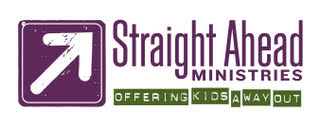 Straight Ahead
MINISTRIES
OFFERING KIDS A WAY OUT